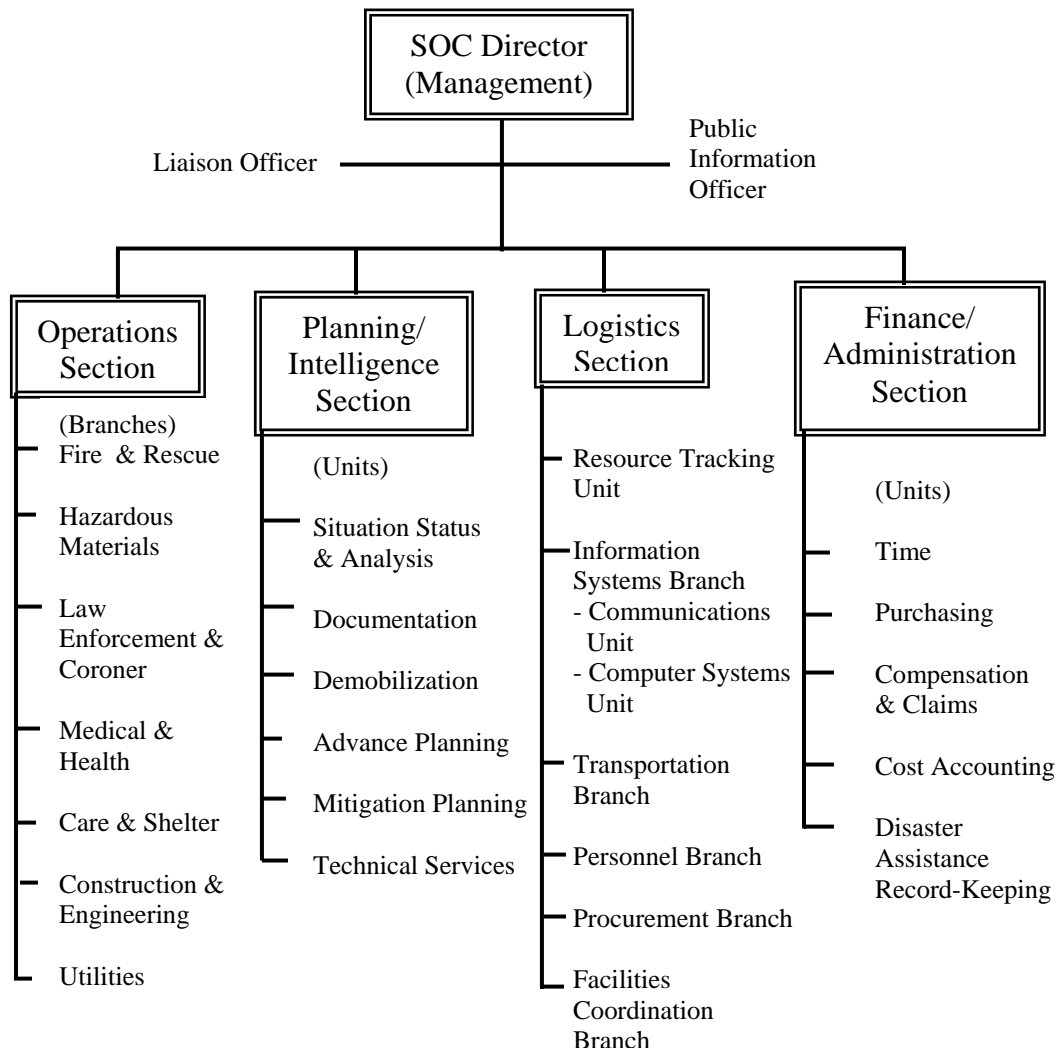 SOC Director
(Management)
Liaison Officer
Public
Information
Officer
Operations
Section
(Branches)
Fire & Rescue
Hazardous
Materials
Law
Enforcement &
Coroner
Medical &
Health
Care & Shelter
Construction &
Engineering
Utilities
Planning/
Intelligence
Section
(Units)
Situation Status
& Analysis
Documentation
Demobilization
Advance Planning
Mitigation Planning
Technical Services
Logistics
Section
Resource Tracking
Unit
Information
Systems Branch
- Communications
Unit
- Computer Systems
Unit
Transportation
Branch
Personnel Branch
Procurement Branch
Facilities
Coordination
Branch
Finance/
Administration
Section
(Units)
Time
Purchasing
Compensation
& Claims
Cost Accounting
Disaster
Assistance
Record-Keeping